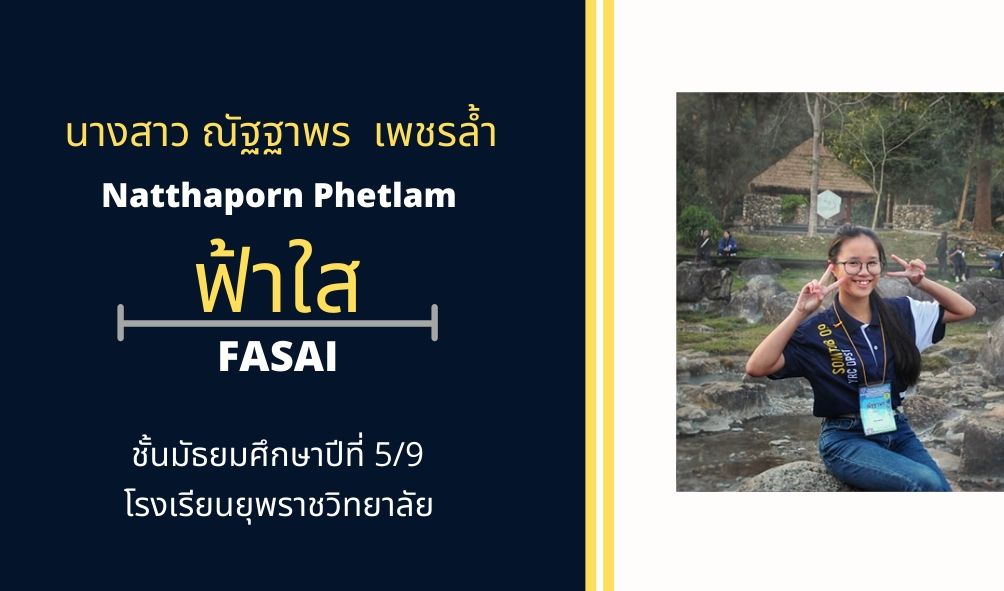 นางสาว ณัฐฐาพร เพชรล้ำ
Natthaporn Phetlam
ฟ้าใส
FASAI
ชั้นมัธยมศึกษาปีที่ 5/9
โรงเรียนยุพราชวิทยาลัย
YRC DPST